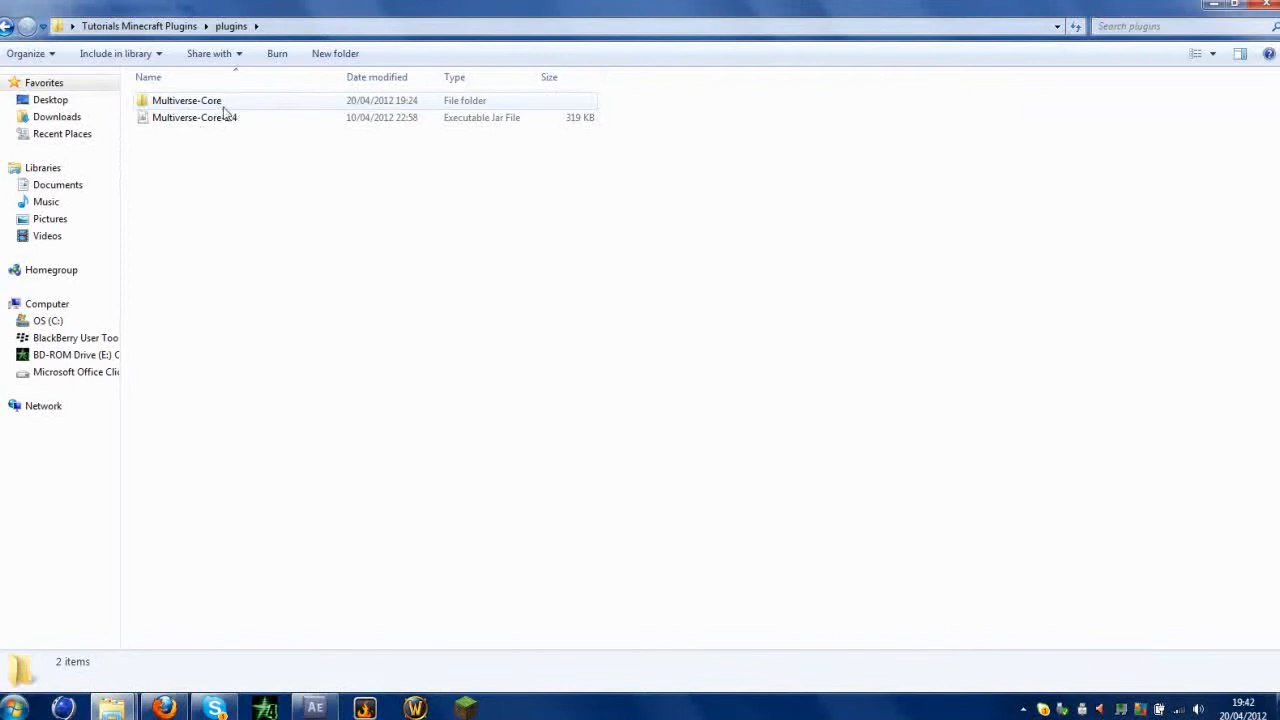 Tutorials Minecraft Plugins plugins
Search plugins
Organize Include in library Share with Burn New folder
Name Date modified Type Size
Favorites
Desktop
Downloads
Recent Places
Libraries
Documents
Music
Pictures
Videos
Homegroup
Computer
OS (C:)
BlackBerry User Too
BD-ROM Drive (E:) C
Microsoft Office Clic
Network
Multiverse-Core 20/04/2012 19:24 File folder
10/04/2012 22:58 Executable Jar File 319 KB
2 items
Ae
W
19:42
20/04/2012